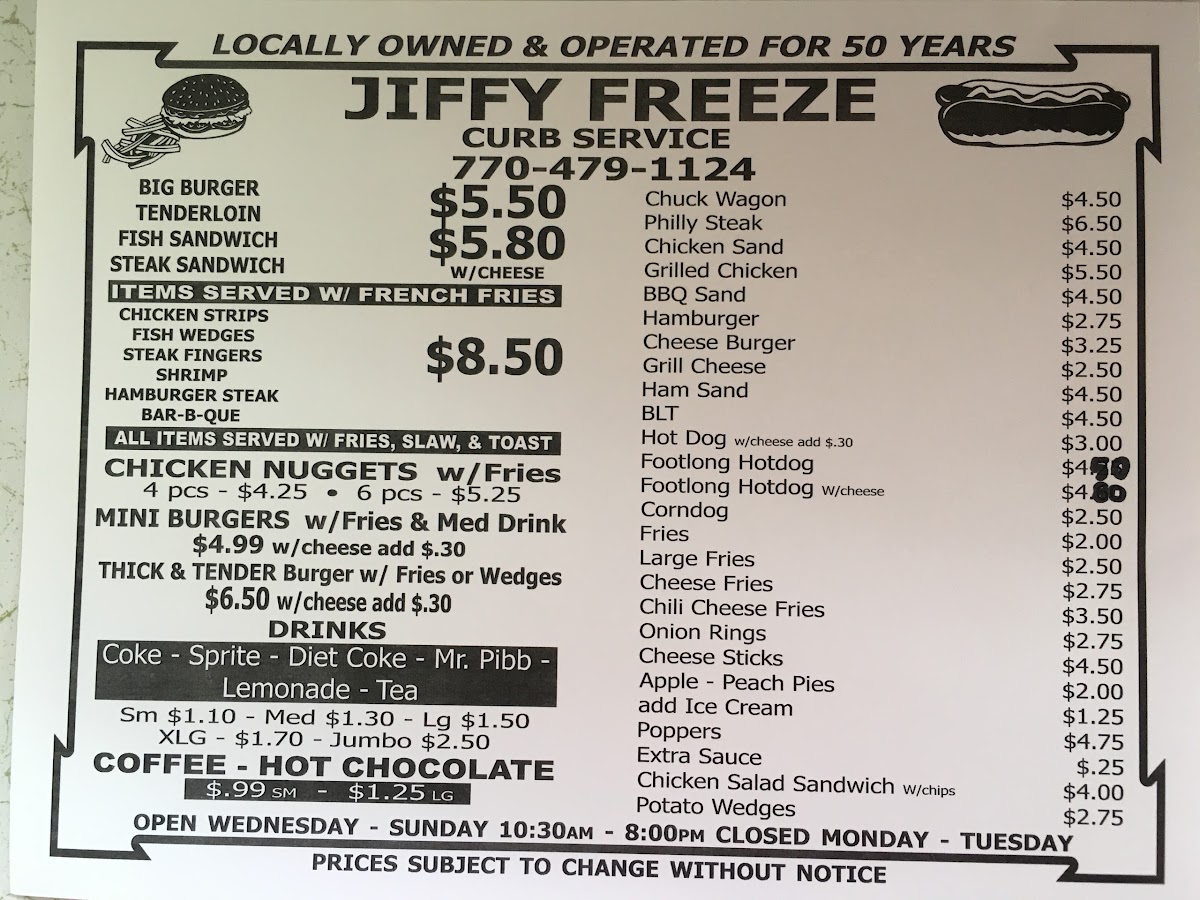 LOCALLY OWNED & OPERATED FOR 50 YEARS
JIFFY FREEZE
CURB SERVICE
770-479-1124
BIG BURGER
TENDERLOIN
FISH SANDWICH
STEAK SANDWICH
$5.50
$5.80
W/CHEESE
ITEMS SERVED W/ FRENCH FRIES
CHICKEN STRIPS
FISH WEDGES
STEAK FINGERS
SHRIMP
HAMBURGER STEAK
BAR-B-QUE
$8.50
ALL ITEMS SERVED W/ FRIES, SLAW, & TOAST
CHICKEN NUGGETS w/Fries
4 pcs - $4.25 • 6 pcs - $5.25
MINI BURGERS w/Fries & Med Drink
$4.99 w/cheese add $.30
THICK & TENDER Burger w/ Fries or Wedges
$6.50 w/cheese add $.30
DRINKS
Coke - Sprite - Diet Coke - Mr. Pibb -
Lemonade - Tea
Sm $1.10 - Med $1.30 - Lg $1.50
XLG - $1.70 - Jumbo $2.50
COFFEE - HOT CHOCOLATE
$.99 SM - $1.25 LG
Chuck Wagon $4.50
Philly Steak $6.50
Chicken Sand $4.50
Grilled Chicken $5.50
BBQ Sand $4.50
Hamburger $2.75
Cheese Burger $3.25
Grill Cheese $2.50
Ham Sand $4.50
BLT $4.50
Hot Dog w/cheese add $.30 $3.00
Footlong Hotdog $4.50
Footlong Hotdog W/cheese $4.80
Corndog $2.50
Fries $2.00
Large Fries $2.50
Cheese Fries $2.75
Chili Cheese Fries $3.50
Onion Rings $2.75
Cheese Sticks $4.50
Apple - Peach Pies $2.00
add Ice Cream $1.25
Poppers $4.75
Extra Sauce $.25
Chicken Salad Sandwich W/chips $4.00
Potato Wedges $2.75
OPEN WEDNESDAY - SUNDAY 10:30AM - 8:00PM CLOSED MONDAY - TUESDAY
PRICES SUBJECT TO CHANGE WITHOUT NOTICE